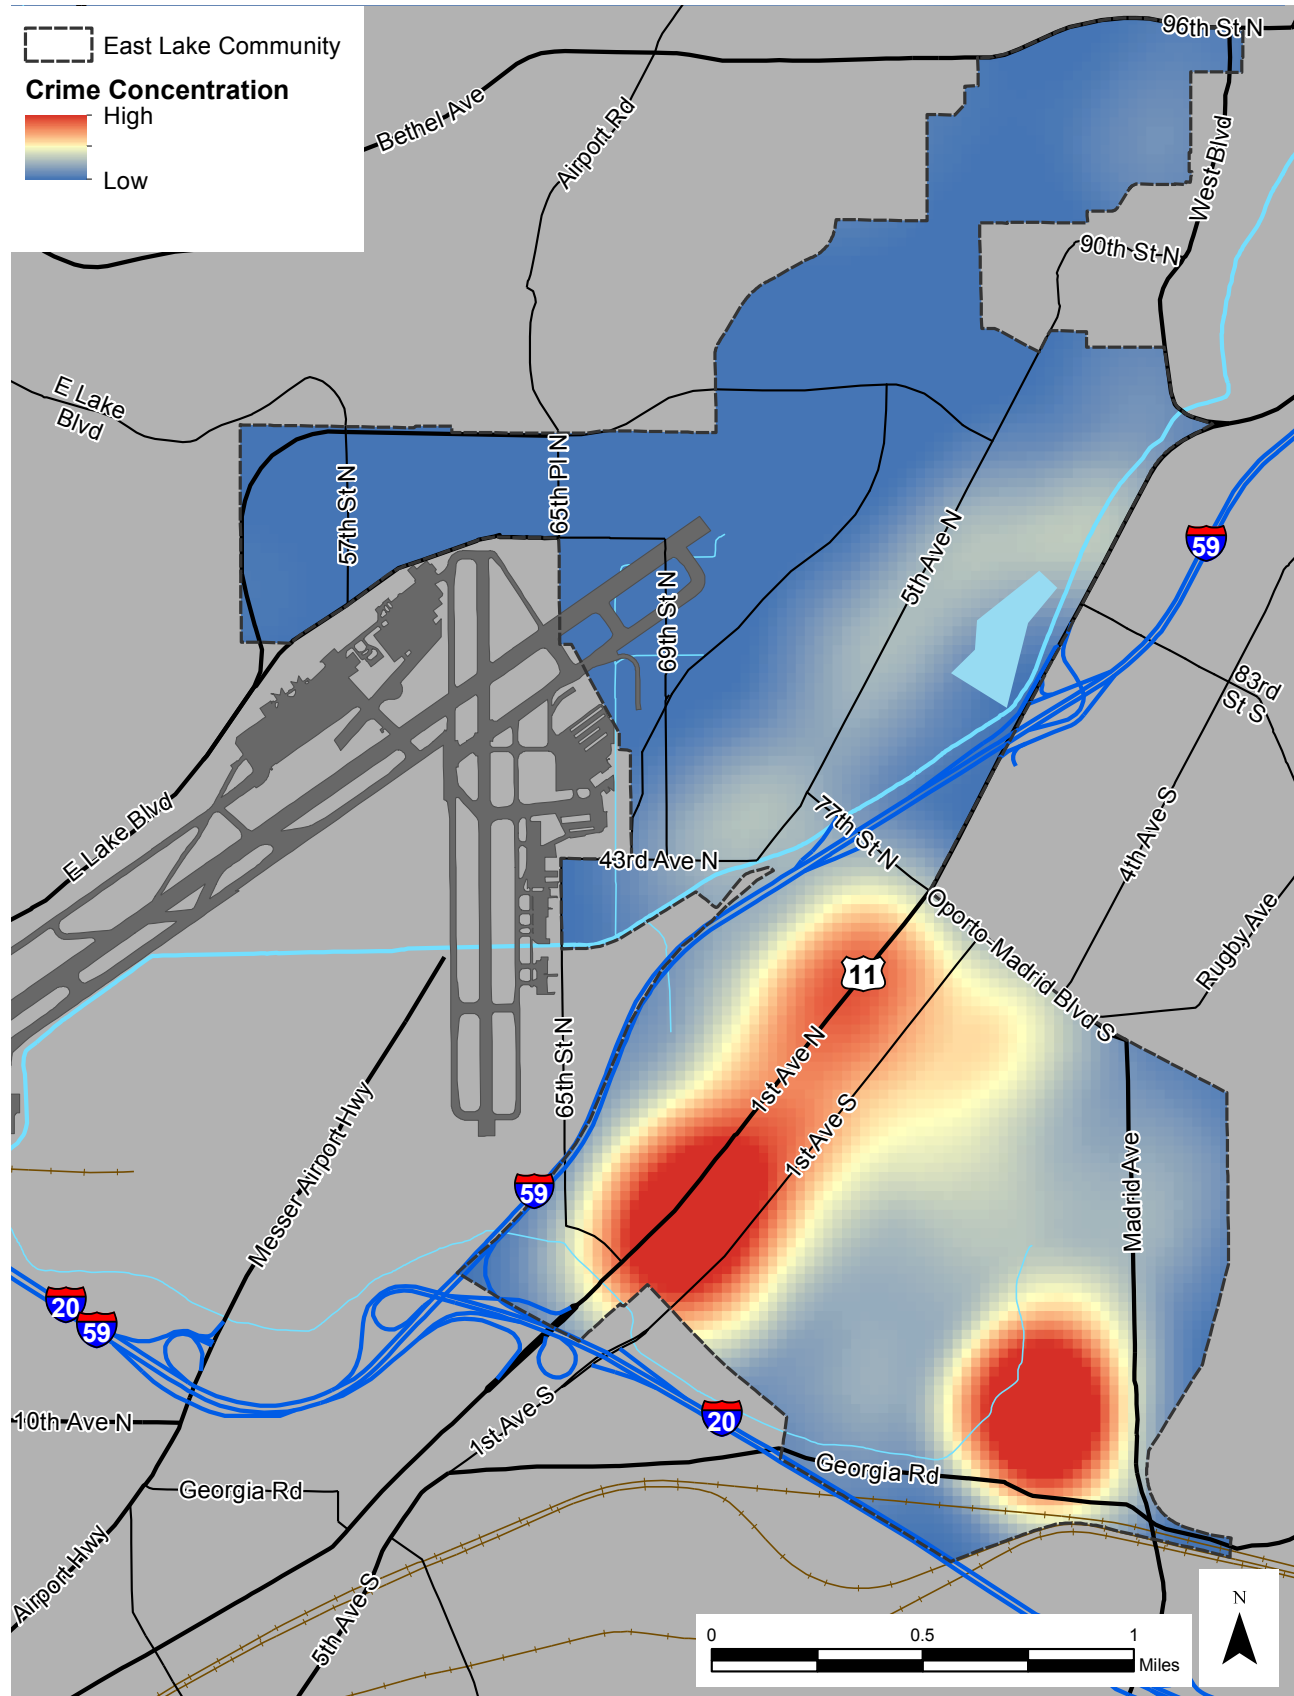 East Lake Community
Crime Concentration
High
Low
96th St N
Bethel Ave
Airport Rd
West Blvd
90th St N
E Lake
Blvd
57th St N
65th Pl N
5th Ave N
59
69th St N
83rd
St S
E Lake Blvd
77th St N
4th Ave S
43rd Ave N
Oporto-Madrid Blvd S
Rugby Ave
11
65th St N
1st Ave N
1st Ave S
Messer Airport Hwy
Madrid Ave
59
20
59
10th Ave N
1st Ave S
20
Georgia Rd
Georgia Rd
Airport Hwy
5th Ave S
N
0
0.5
1
Miles